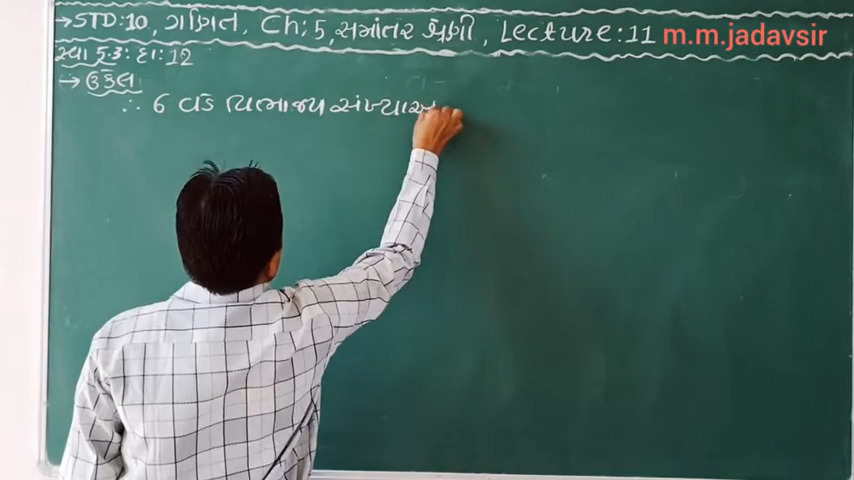 → STD: 10, ગણિત, Ch: 5, સમાંતર શ્રેણી, Lecture: 11 m.m.jadavsir
સ્વા 5.3: દા: 12
→ ઉકેલ
∴ 6 વડે વિભાજ્ય સંખ્યાઓ